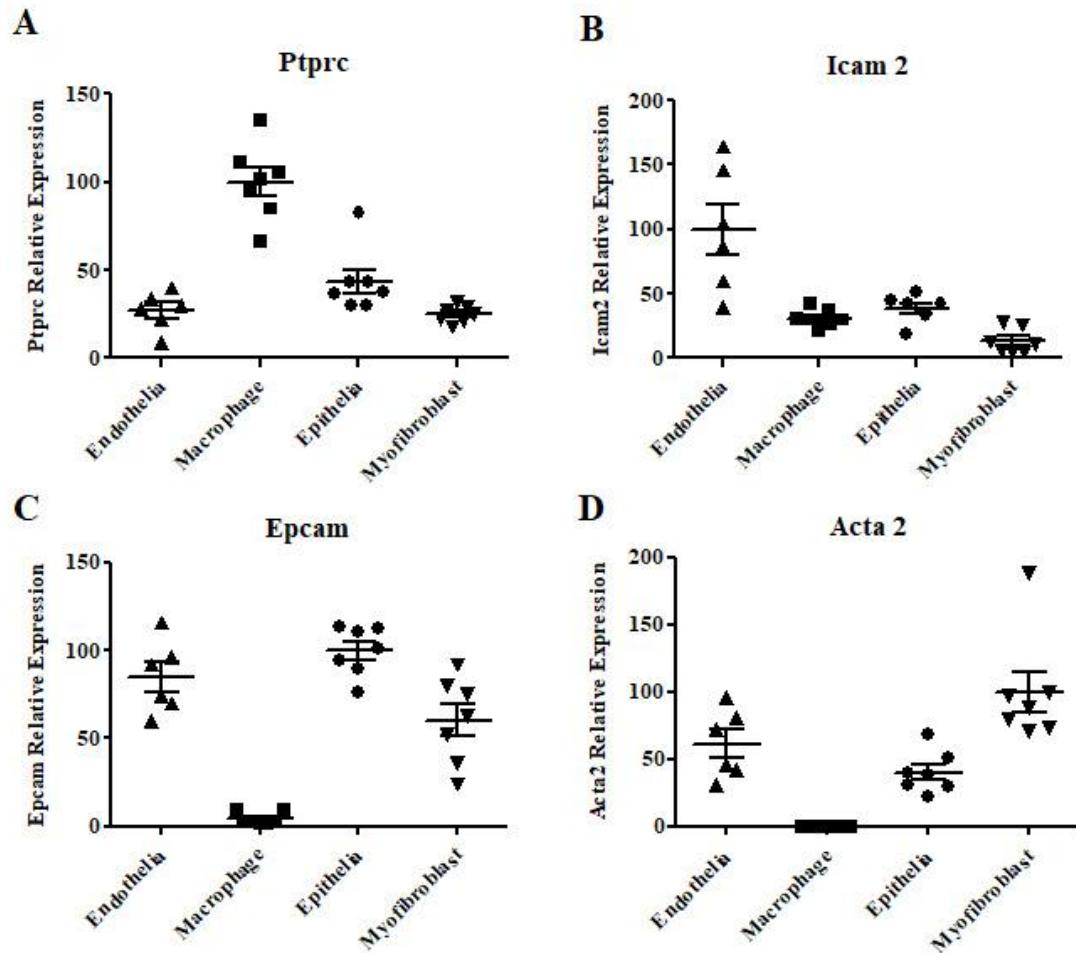 A
Ptprc
Ptprc Relative Expression
150
100
50
0
Endothelia
Macrophage
Epithelia
Myofibroblast
B
Icam 2
Icam2 Relative Expression
200
150
100
50
0
Endothelia
Macrophage
Epithelia
Myofibroblast
C
Epcam
Epcam Relative Expression
150
100
50
0
Endothelia
Macrophage
Epithelia
Myofibroblast
D
Acta 2
Acta2 Relative Expression
200
150
100
50
0
Endothelia
Macrophage
Epithelia
Myofibroblast